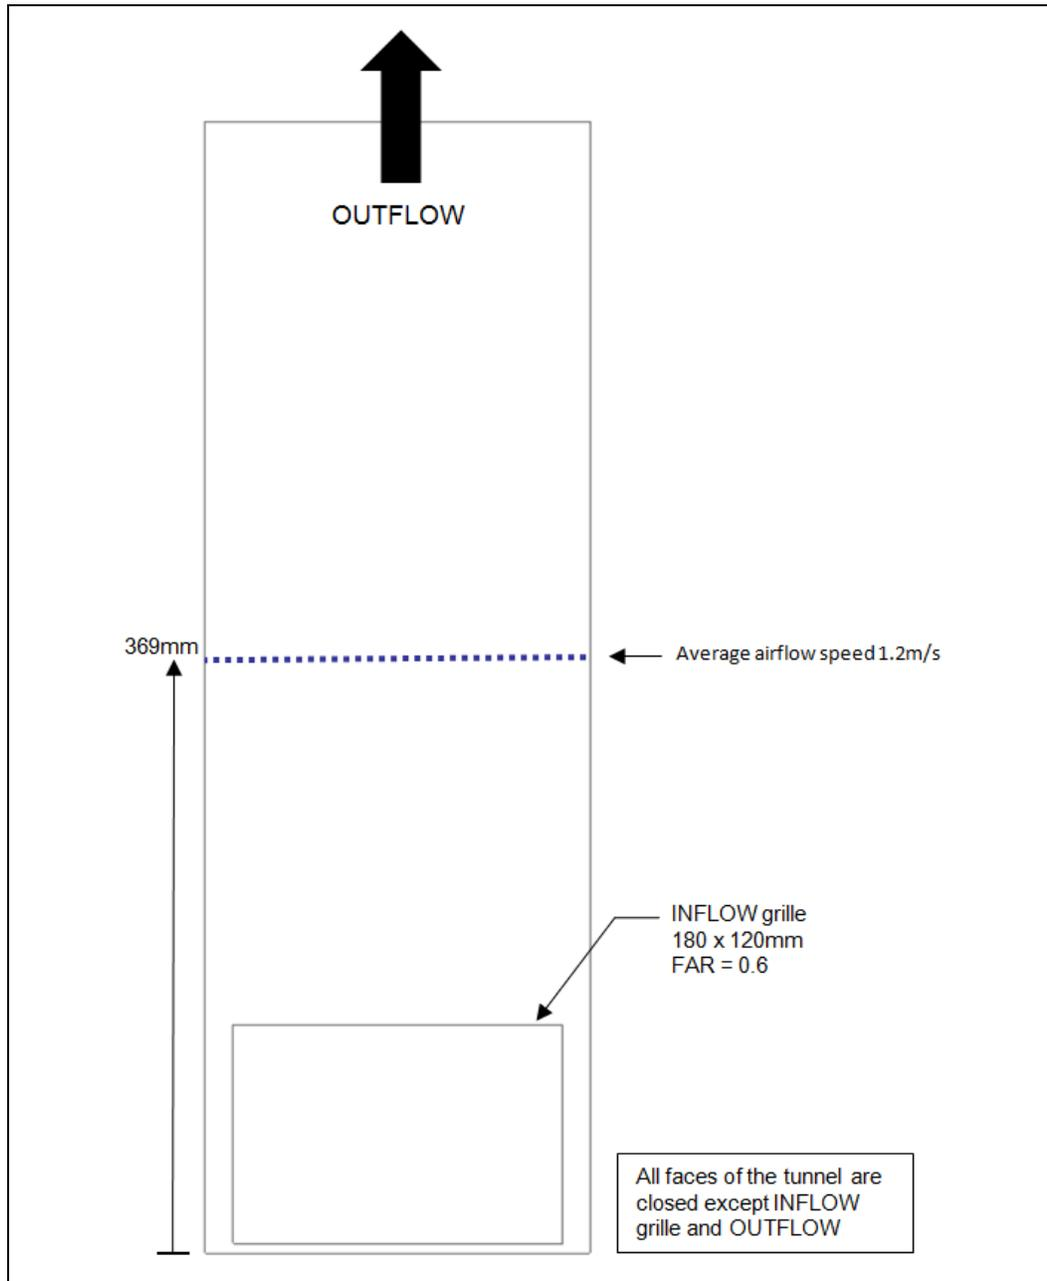 OUTFLOW
369mm
Average airflow speed 1.2m/s
INFLOW grille
180 x 120mm
FAR = 0.6
All faces of the tunnel are
closed except INFLOW
grille and OUTFLOW